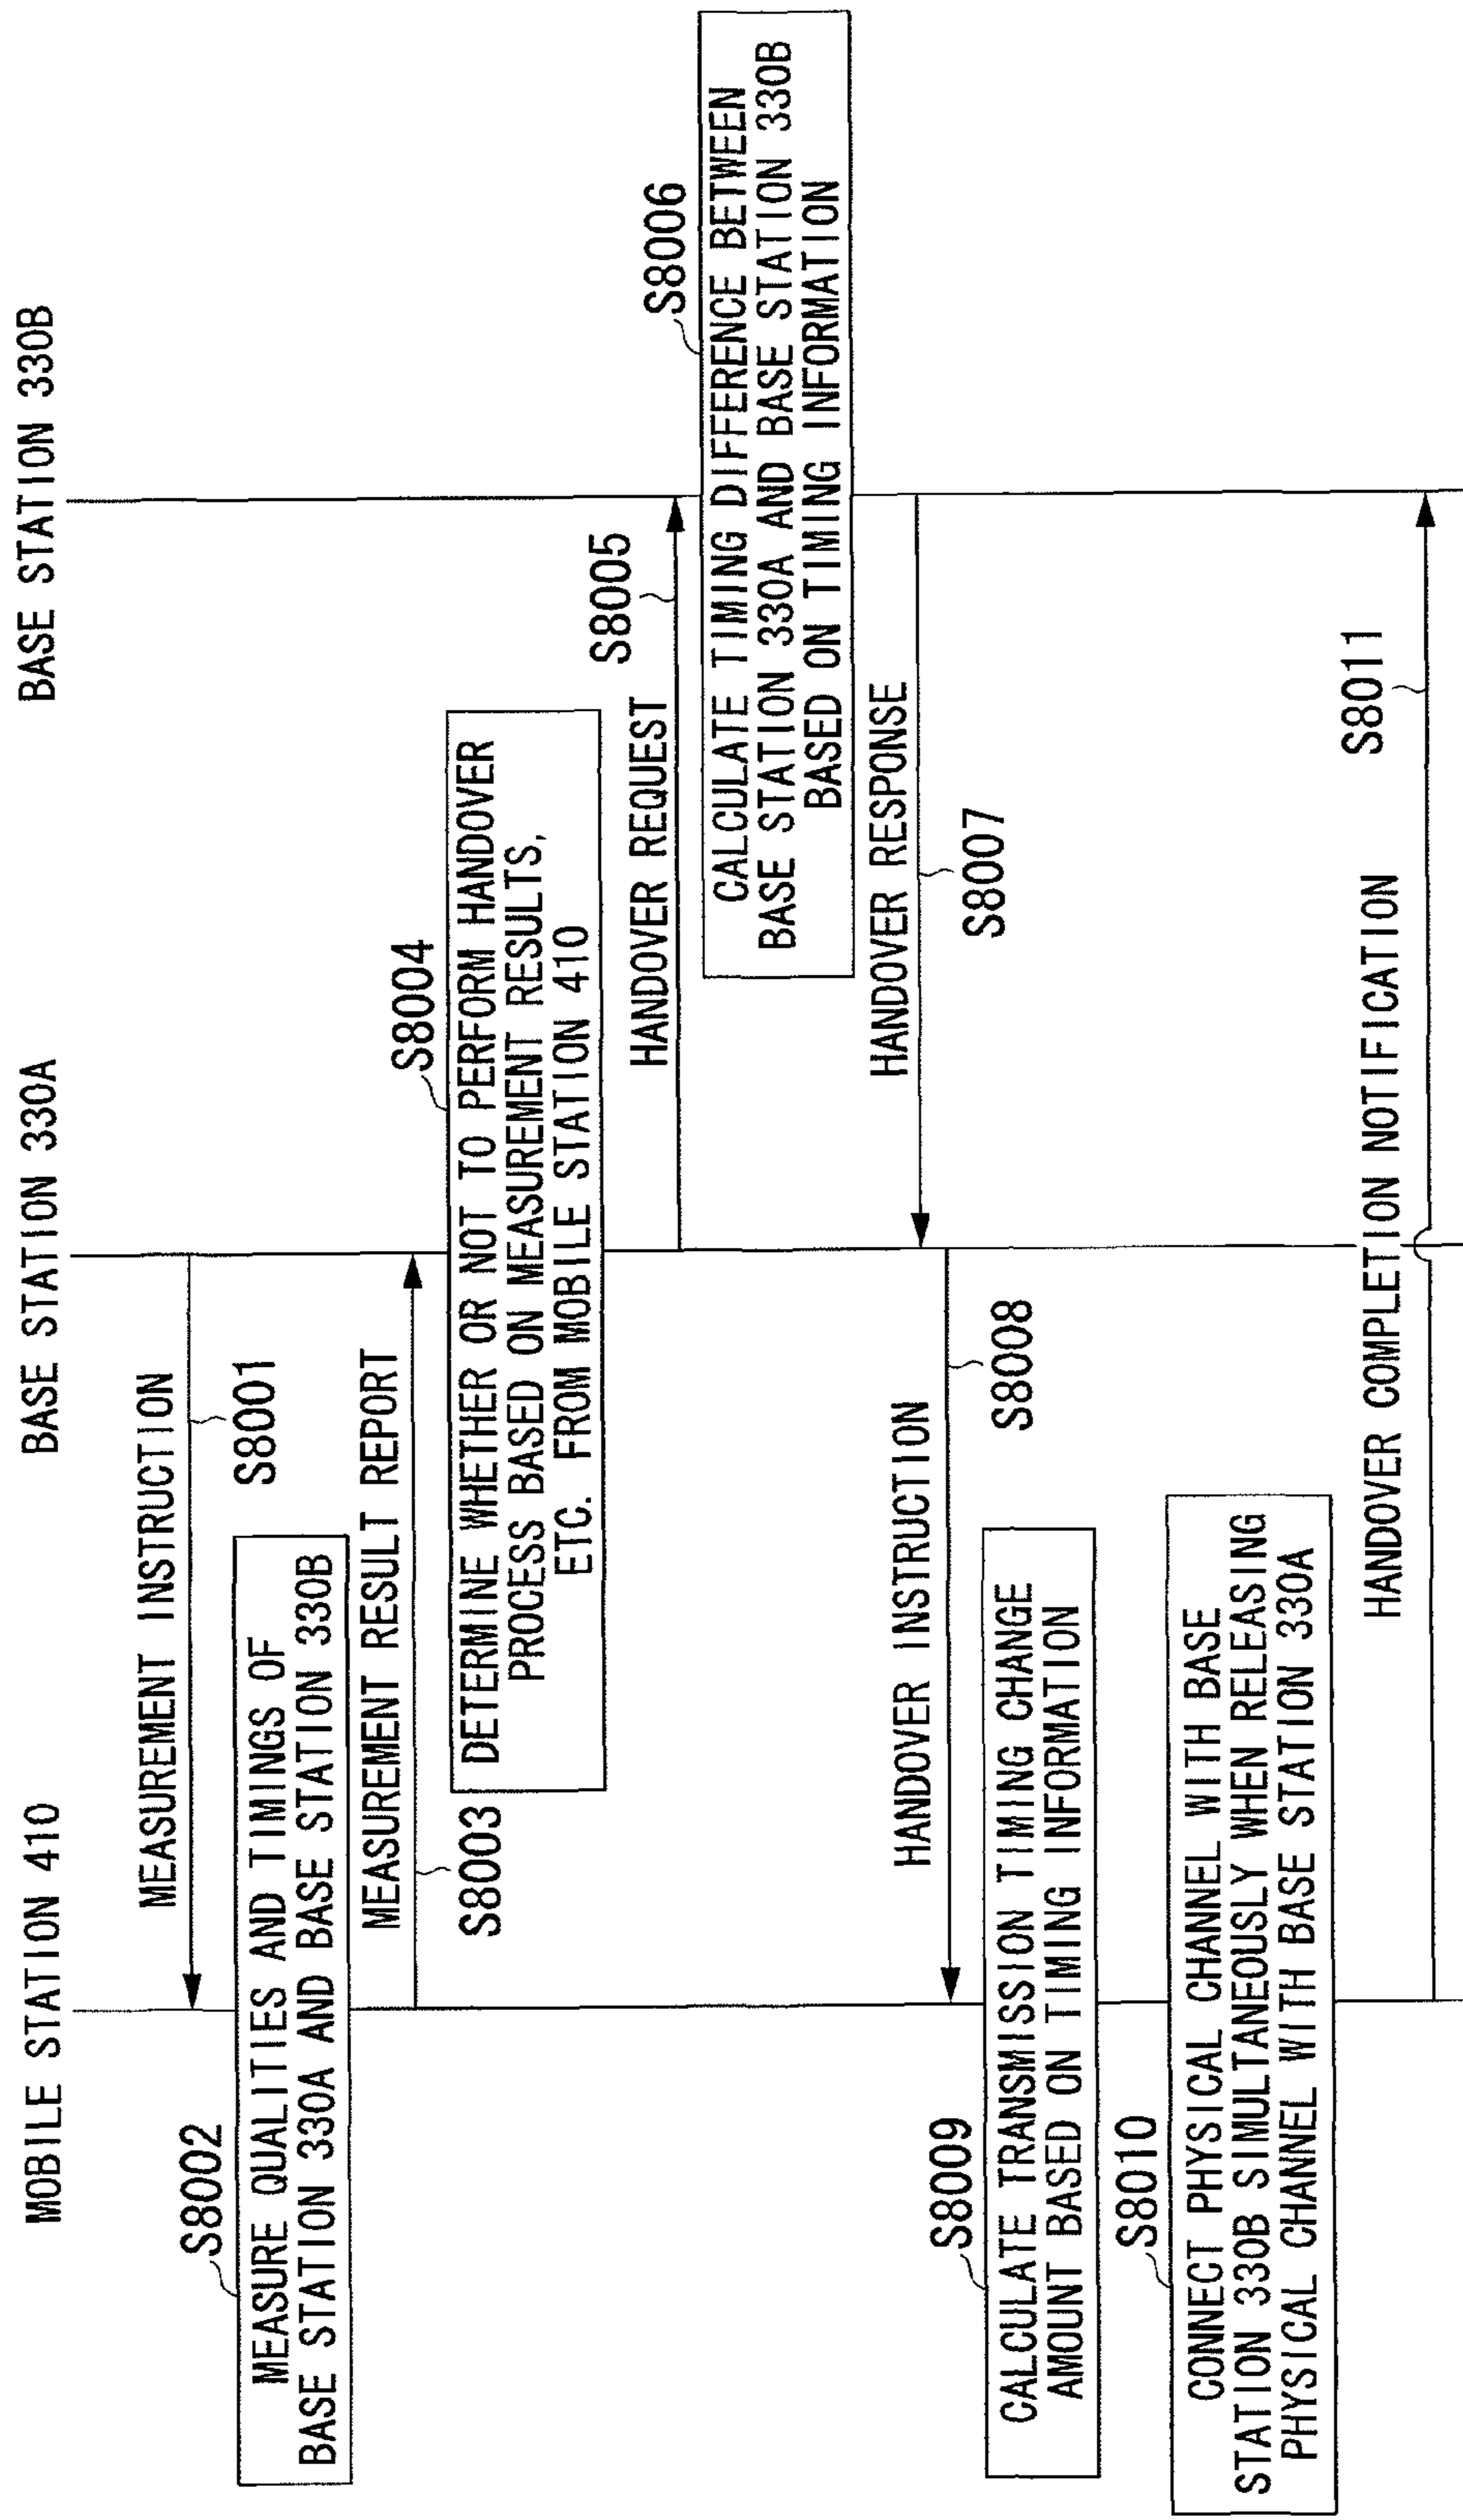 MOBILE STATION 410
BASE STATION 330A
BASE STATION 330B
MEASUREMENT INSTRUCTION
S8001
S8002
MEASURE QUALITIES AND TIMINGS OF
BASE STATION 330A AND BASE STATION 330B
MEASUREMENT RESULT REPORT
S8003
S8004
DETERMINE WHETHER OR NOT TO PERFORM HANDOVER
PROCESS BASED ON MEASUREMENT RESULTS,
ETC. FROM MOBILE STATION 410
HANDOVER REQUEST
S8005
S8006
CALCULATE TIMING DIFFERENCE BETWEEN
BASE STATION 330A AND BASE STATION 330B
BASED ON TIMING INFORMATION
HANDOVER RESPONSE
S8007
HANDOVER INSTRUCTION
S8008
S8009
CALCULATE TRANSMISSION TIMING CHANGE
AMOUNT BASED ON TIMING INFORMATION
S8010
CONNECT PHYSICAL CHANNEL WITH BASE
STATION 330B SIMULTANEOUSLY WHEN RELEASING
PHYSICAL CHANNEL WITH BASE STATION 330A
HANDOVER COMPLETION NOTIFICATION
S8011